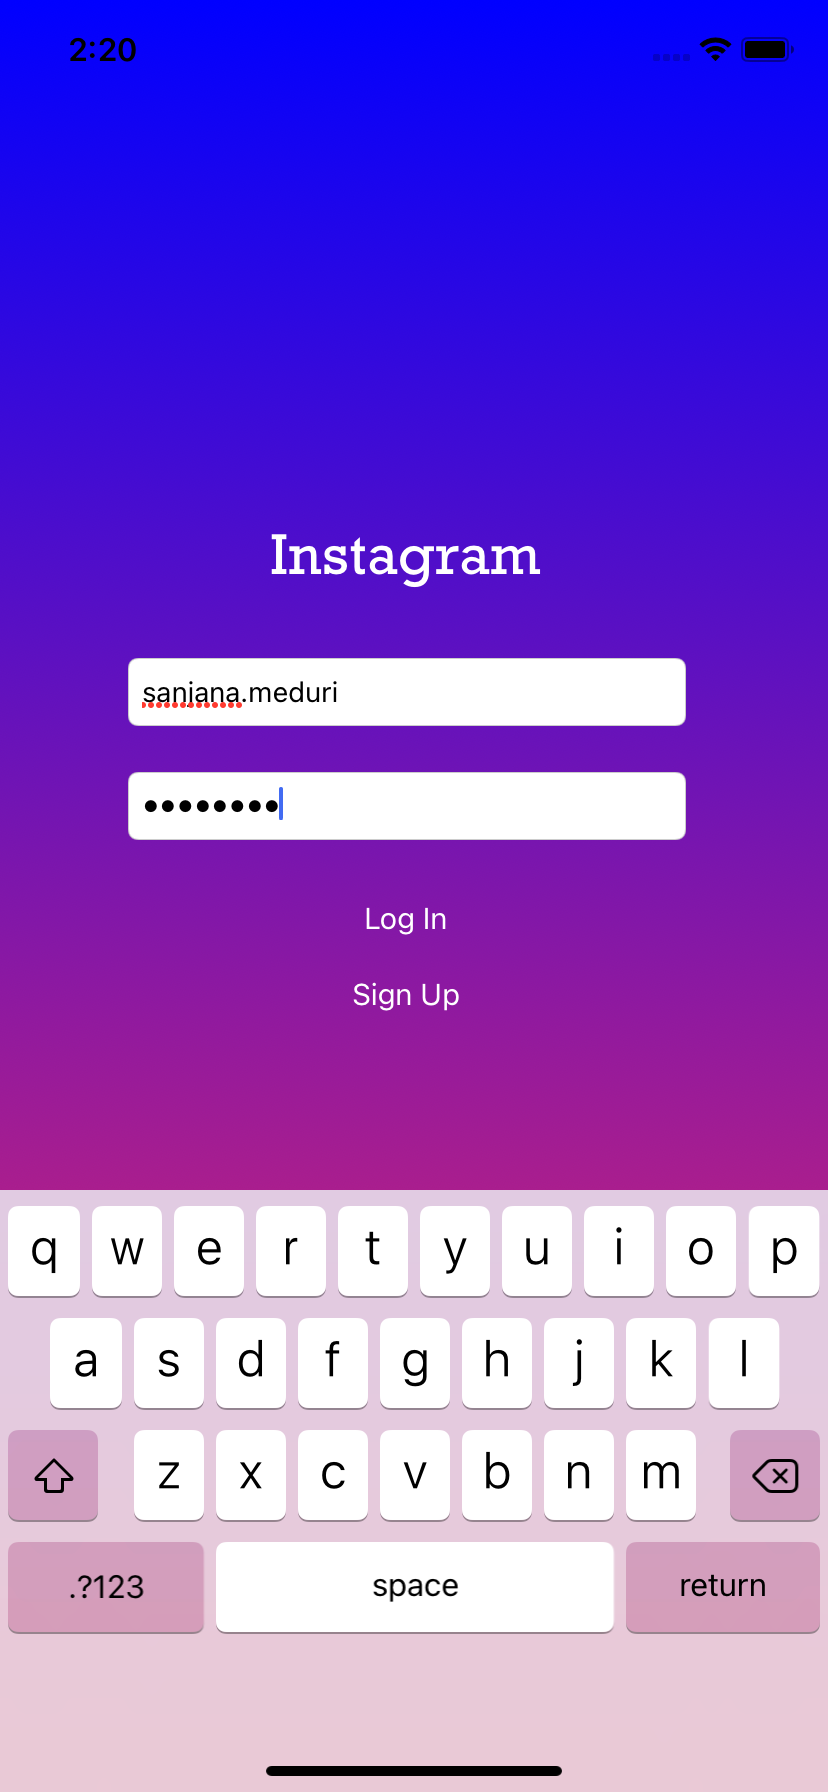 2:20
Instagram
sanjana.meduri
••••••••
Log In
Sign Up
q w e r t y u i o p
a s d f g h j k l
z x c v b n m
.?123 space return